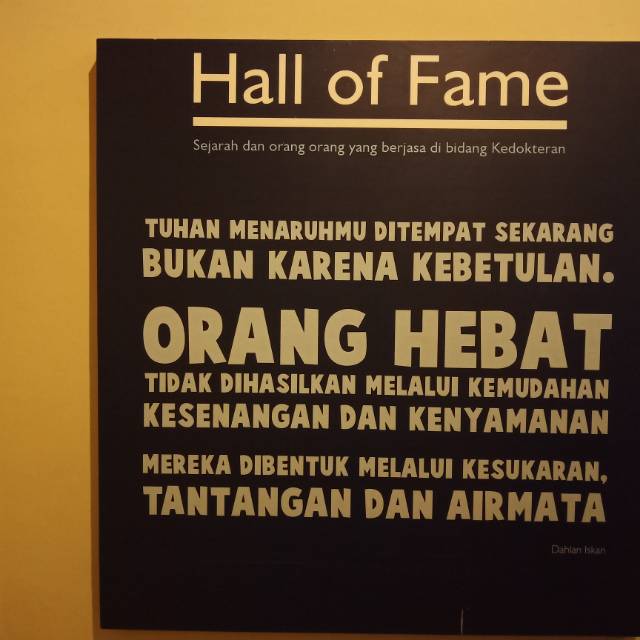 Hall of Fame
Sejarah dan orang orang yang berjasa di bidang Kedokteran
TUHAN MENARUHMU DITEMPAT SEKARANG
BUKAN KARENA KEBETULAN.
ORANG HEBAT
TIDAK DIHASILKAN MELALUI KEMUDAHAN
KESENANGAN DAN KENYAMANAN
MEREKA DIBENTUK MELALUI KESUKARAN,
TANTANGAN DAN AIRMATA
Dahlan Iskan